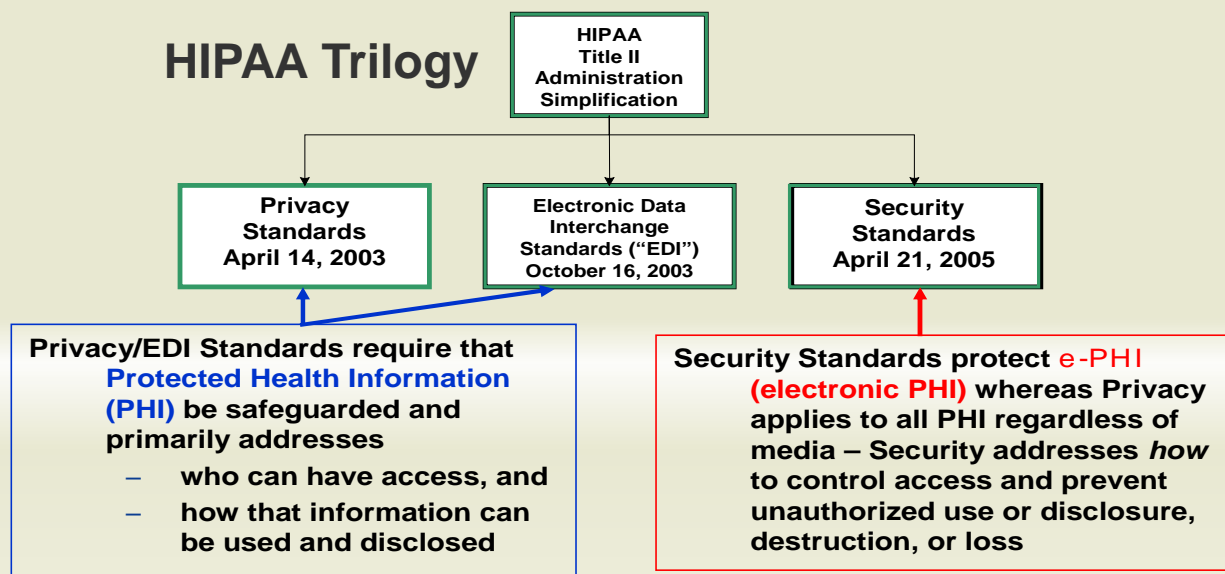 HIPAA Trilogy
HIPAA
Title II
Administration
Simplification
Privacy
Standards
April 14, 2003
Electronic Data
Interchange
Standards (“EDI”)
October 16, 2003
Security
Standards
April 21, 2005
Privacy/EDI Standards require that
Protected Health Information
(PHI) be safeguarded and
primarily addresses
– who can have access, and
– how that information can
be used and disclosed
Security Standards protect e-PHI
(electronic PHI) whereas Privacy
applies to all PHI regardless of
media – Security addresses how
to control access and prevent
unauthorized use or disclosure,
destruction, or loss